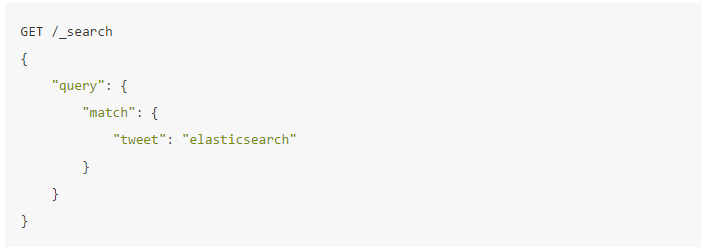 GET /_search
{
    "query": {
        "match": {
            "tweet": "elasticsearch"
        }
    }
}